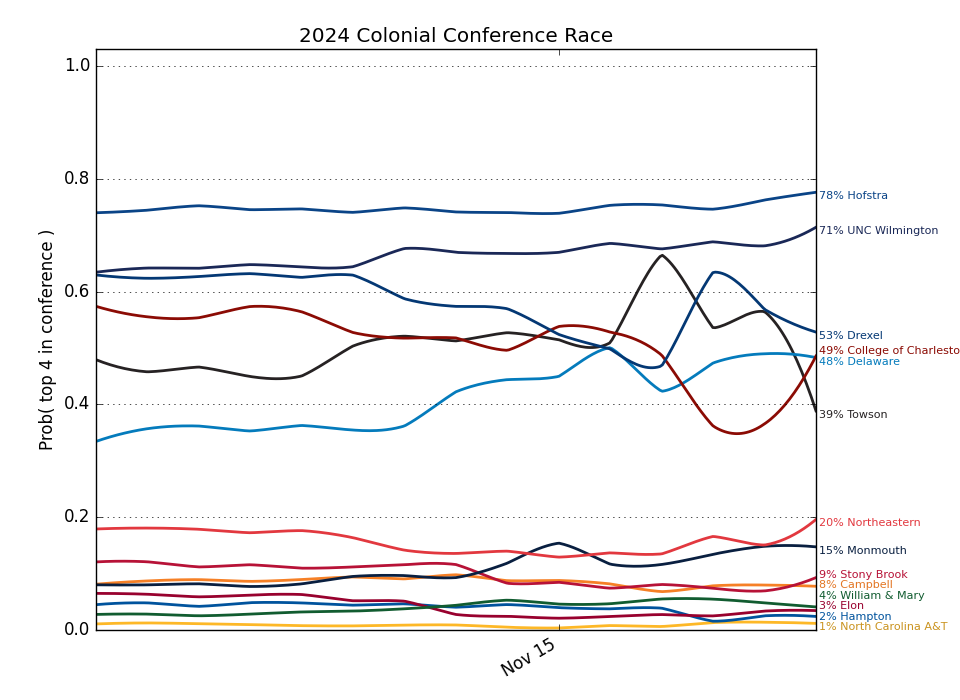 2024 Colonial Conference Race
Prob( top 4 in conference )
1.0
0.8
0.6
0.4
0.2
0.0
Nov 15
78% Hofstra
71% UNC Wilmington
53% Drexel
49% College of Charlesto
48% Delaware
39% Towson
20% Northeastern
15% Monmouth
9% Stony Brook
8% Campbell
4% William & Mary
3% Elon
2% Hampton
1% North Carolina A&T